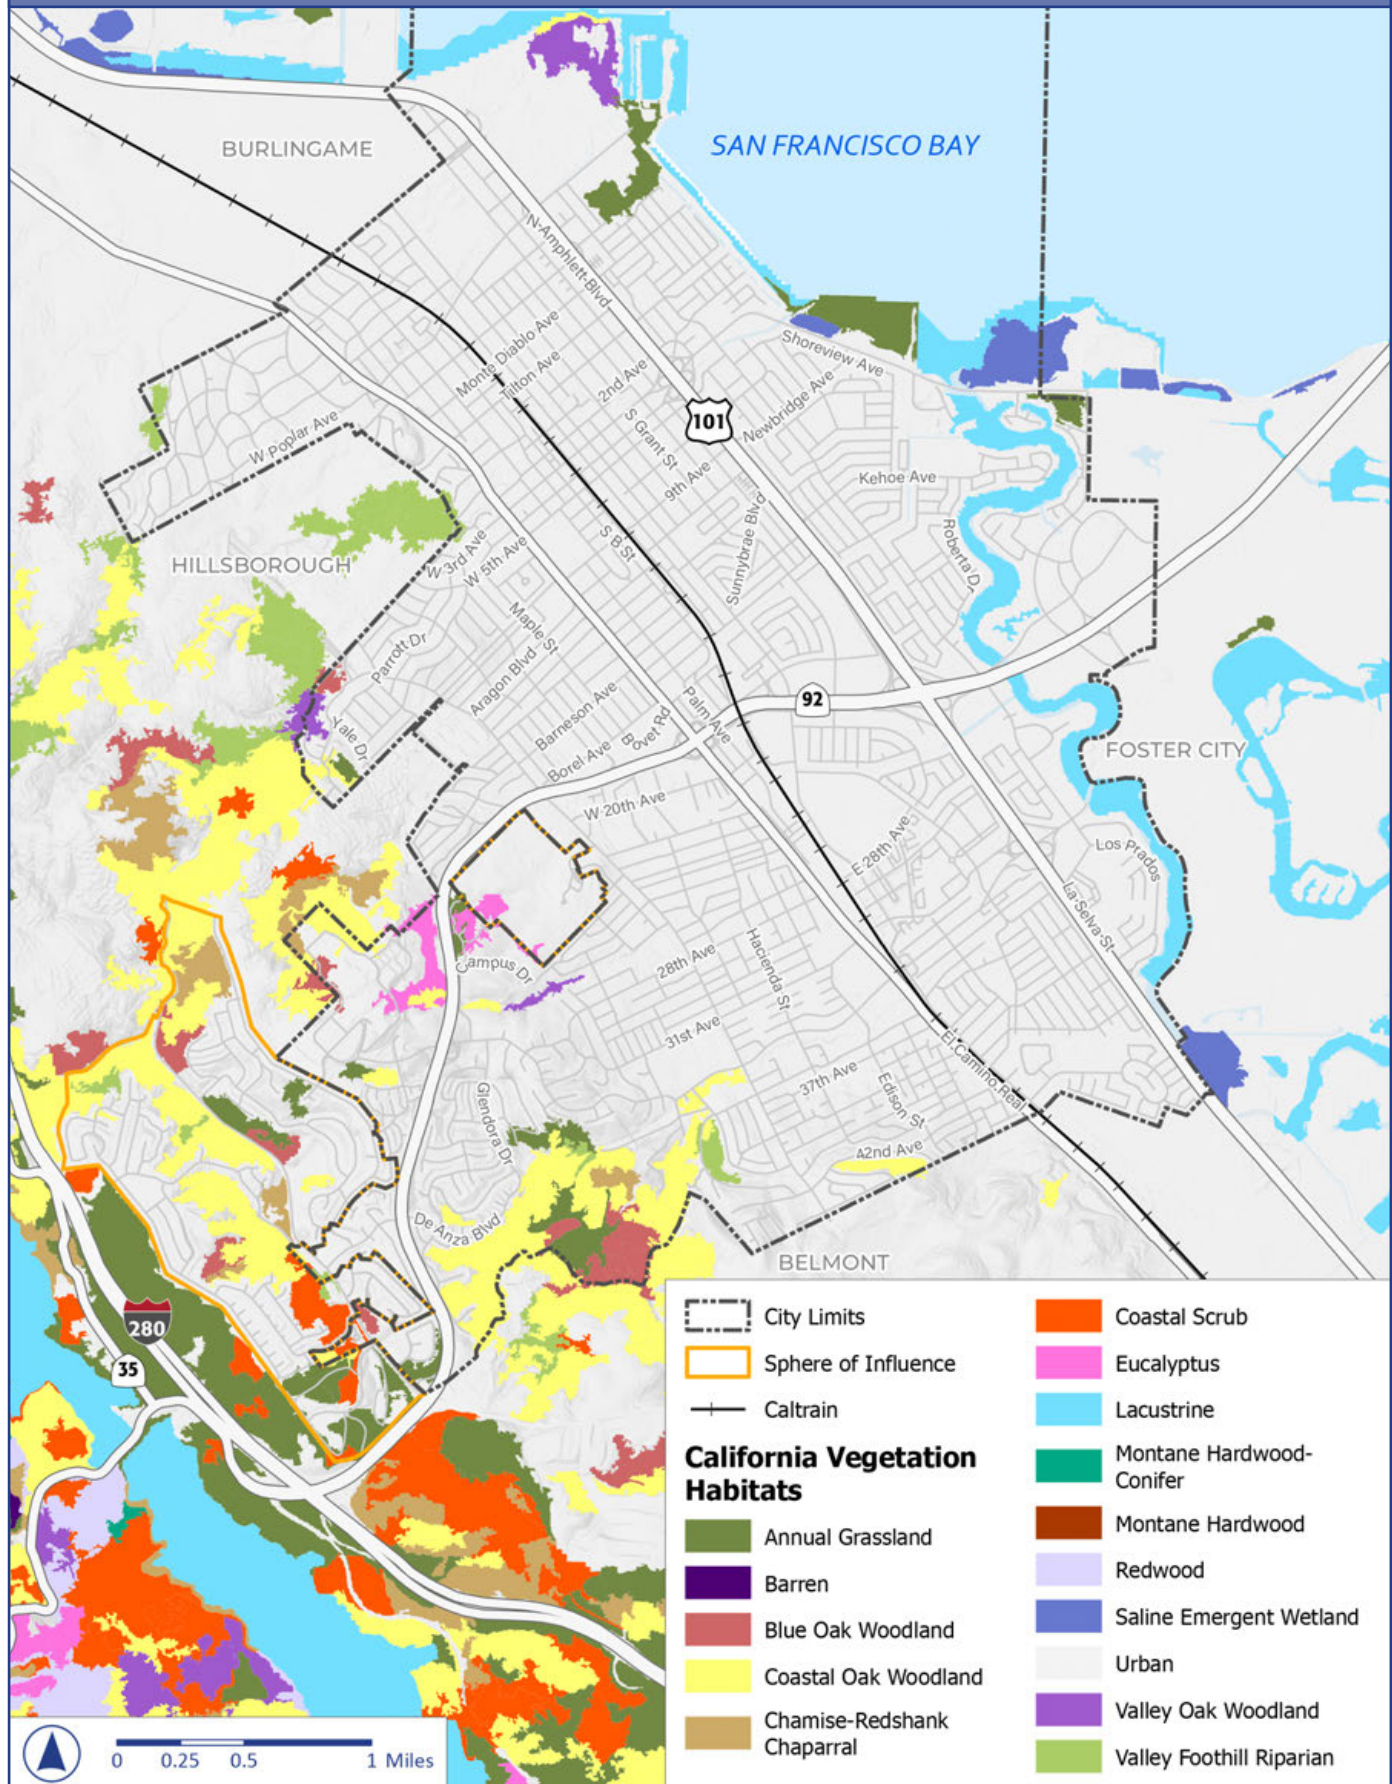 SAN FRANCISCO BAY
BURLINGAME
N Amphlett Blvd
Monte Diablo Ave
Tilton Ave
2nd Ave
Shoreview Ave
101
Newbridge Ave
S Grant St
W Poplar Ave
9th Ave
Kehoe Ave
Sunnybrae Blvd
Roberta Dr
S B St
HILLSBOROUGH
W 3rd Ave
W 5th Ave
Maple St
Parrott Dr
Aragon Blvd
Yale Dr
Barneson Ave
Palm Ave
Bovet Rd
92
FOSTER CITY
Borel Ave
W 20th Ave
E 28th Ave
Los Prados
La Selva St
Hacienda St
Campus Dr
28th Ave
31st Ave
El Camino Real
37th Ave
Edison St
Glendora Dr
42nd Ave
De Anza Blvd
BELMONT
280
35
City Limits
Sphere of Influence
Caltrain
California Vegetation
Habitats
Annual Grassland
Barren
Blue Oak Woodland
Coastal Oak Woodland
Chamise-Redshank
Chaparral
Coastal Scrub
Eucalyptus
Lacustrine
Montane Hardwood-
Conifer
Montane Hardwood
Redwood
Saline Emergent Wetland
Urban
Valley Oak Woodland
Valley Foothill Riparian
0 0.25 0.5 1 Miles